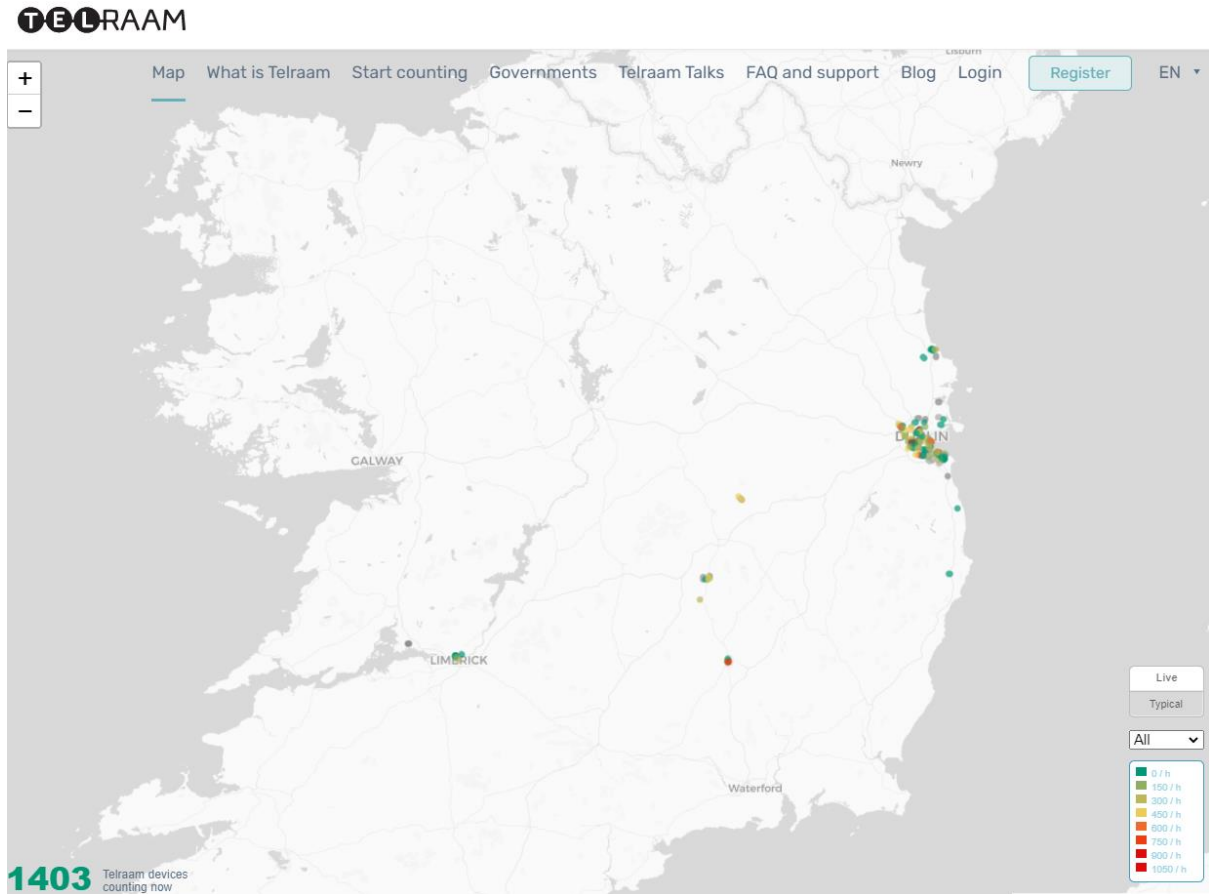 TELRAAM
Lisburn
+
Map What is Telraam Start counting Governments Telraam Talks FAQ and support Blog Login Register EN
−
Newry
DUBLIN
GALWAY
LIMERICK
Live
Typical
All
Waterford
0 / h
150 / h
300 / h
450 / h
600 / h
750 / h
900 / h
1050 / h
1403 Telraam devices
counting now